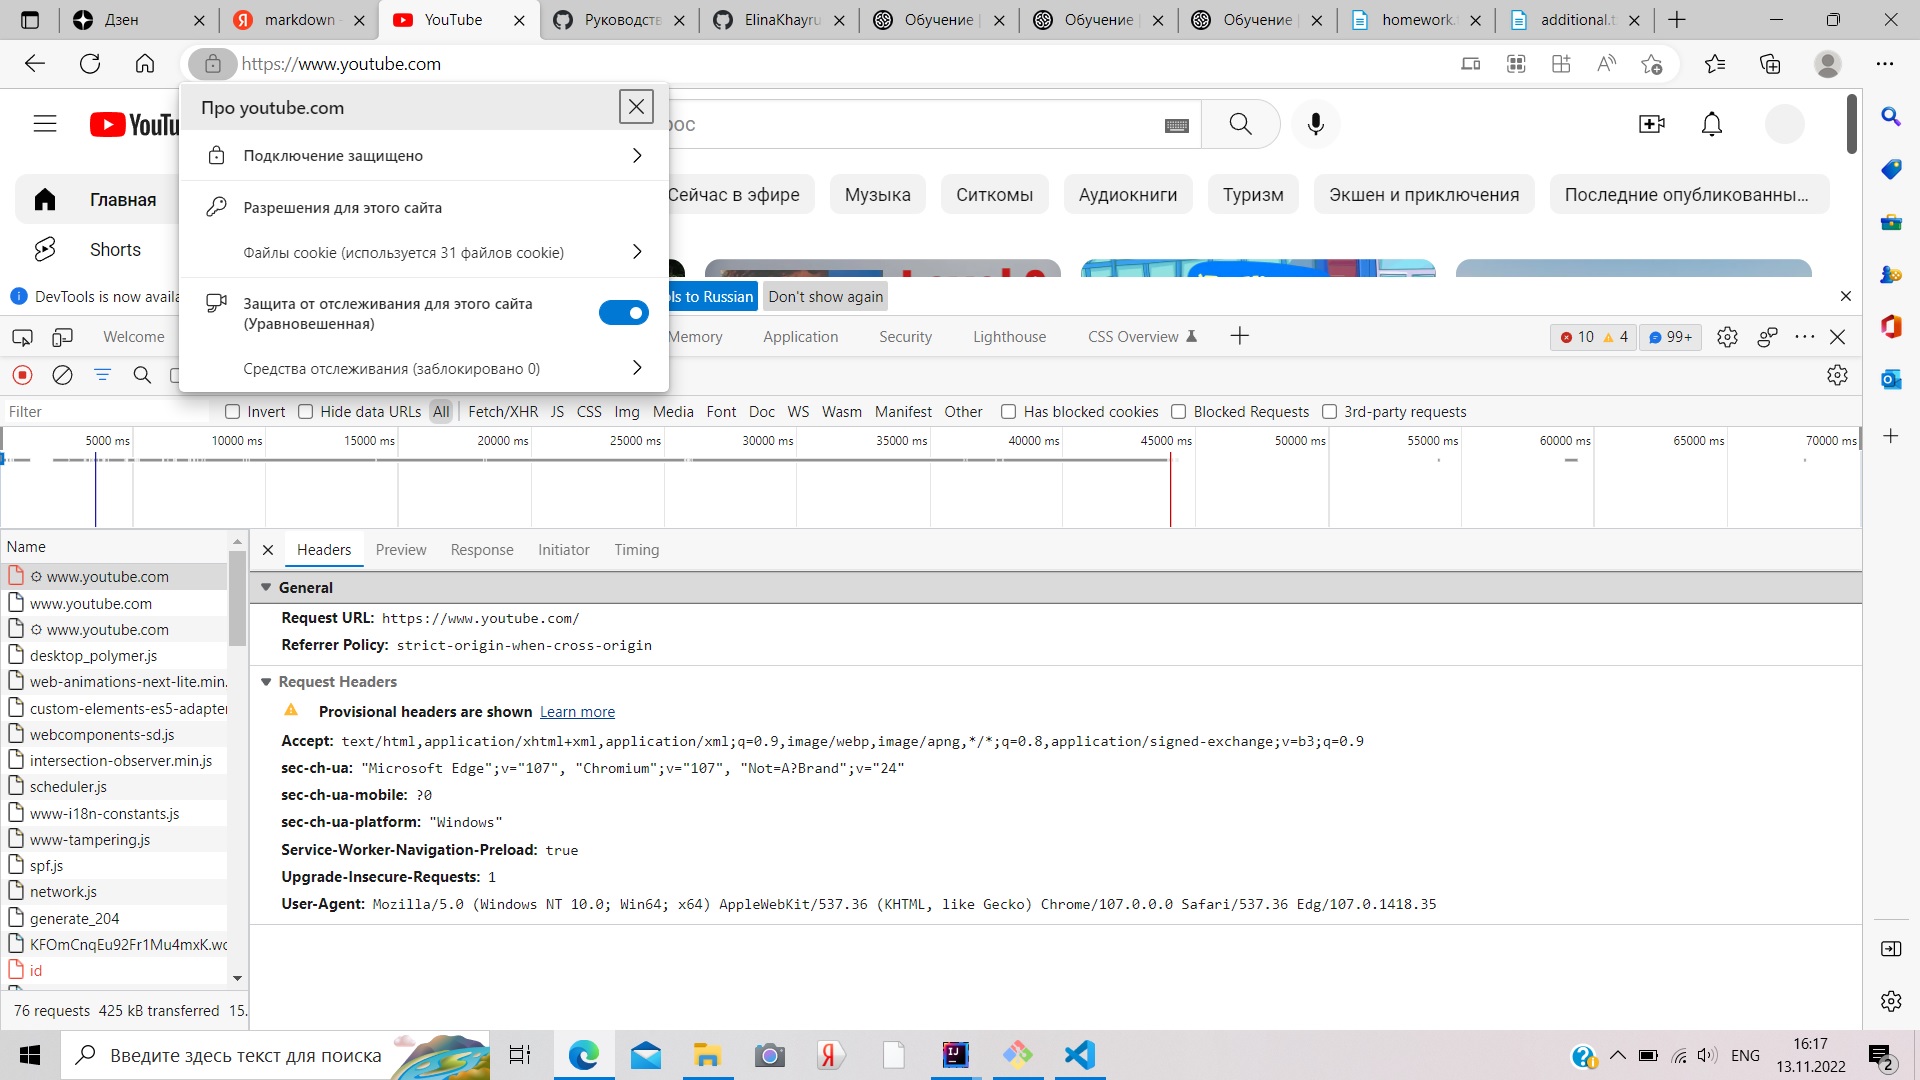 Дзен
markdown -
YouTube
Руководств
ElinaKhayru
Обучение
Обучение
Обучение
homework.t
additional.t
https://www.youtube.com
Про youtube.com
Подключение защищено
Разрешения для этого сайта
Файлы cookie (используется 31 файлов cookie)
Защита от отслеживания для этого сайта
(Уравновешенная)
Средства отслеживания (заблокировано 0)
YouTu
рос
Главная
Shorts
Сейчас в эфире
Музыка
Ситкомы
Аудиокниги
Туризм
Экшен и приключения
Последние опубликованны...
DevTools is now availa
ls to Russian
Don't show again
Welcome
Memory
Application
Security
Lighthouse
CSS Overview
10
4
99+
Filter
Invert
Hide data URLs
All
Fetch/XHR
JS
CSS
Img
Media
Font
Doc
WS
Wasm
Manifest
Other
Has blocked cookies
Blocked Requests
3rd-party requests
5000 ms
10000 ms
15000 ms
20000 ms
25000 ms
30000 ms
35000 ms
40000 ms
45000 ms
50000 ms
55000 ms
60000 ms
65000 ms
70000 ms
Name
www.youtube.com
www.youtube.com
www.youtube.com
desktop_polymer.js
web-animations-next-lite.min.
custom-elements-es5-adapter
webcomponents-sd.js
intersection-observer.min.js
scheduler.js
www-i18n-constants.js
www-tampering.js
spf.js
network.js
generate_204
KFOmCnqEu92Fr1Mu4mxK.wo
id
76 requests 425 kB transferred 15.
Headers
Preview
Response
Initiator
Timing
General
Request URL: https://www.youtube.com/
Referrer Policy: strict-origin-when-cross-origin
Request Headers
Provisional headers are shown Learn more
Accept: text/html,application/xhtml+xml,application/xml;q=0.9,image/webp,image/apng,*/*;q=0.8,application/signed-exchange;v=b3;q=0.9
sec-ch-ua: "Microsoft Edge";v="107", "Chromium";v="107", "Not=A?Brand";v="24"
sec-ch-ua-mobile: ?0
sec-ch-ua-platform: "Windows"
Service-Worker-Navigation-Preload: true
Upgrade-Insecure-Requests: 1
User-Agent: Mozilla/5.0 (Windows NT 10.0; Win64; x64) AppleWebKit/537.36 (KHTML, like Gecko) Chrome/107.0.0.0 Safari/537.36 Edg/107.0.1418.35
Введите здесь текст для поиска
ENG
16:17
13.11.2022
2